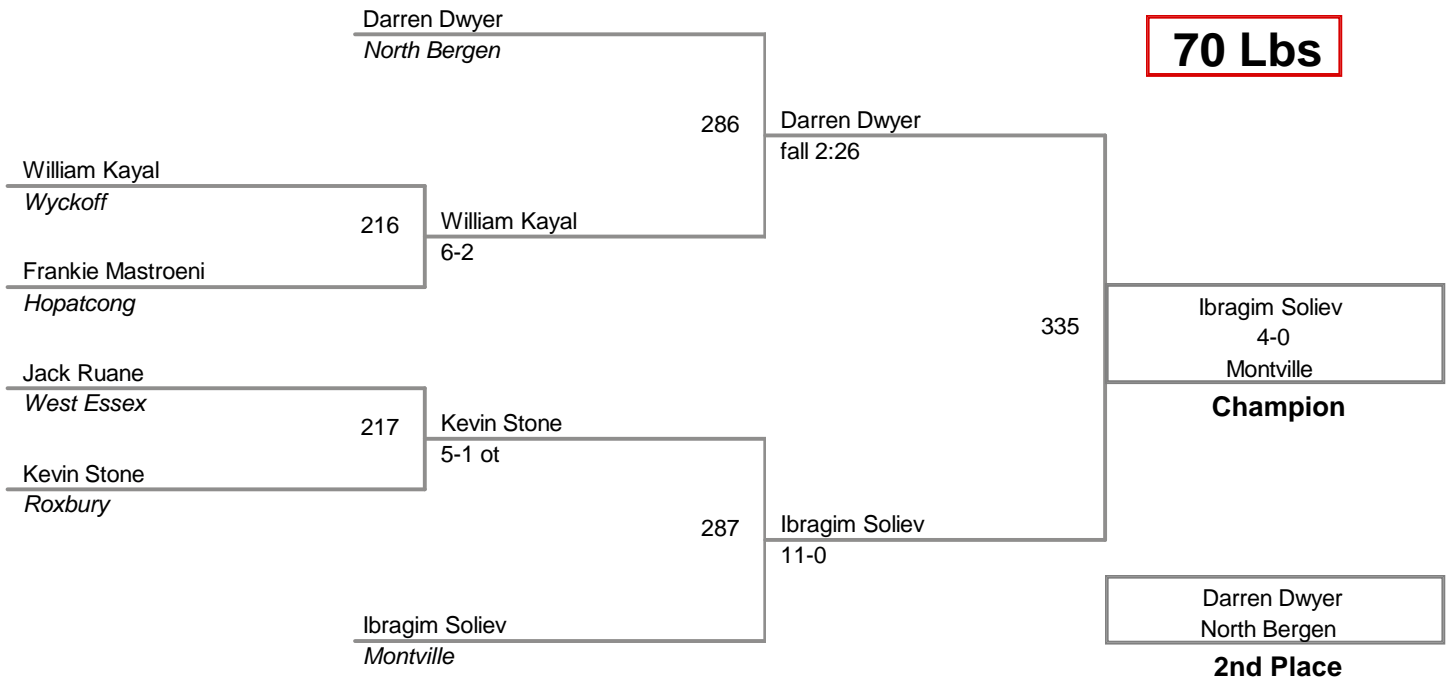 Darren Dwyer
North Bergen
70 Lbs
286
Darren Dwyer
fall 2:26
William Kayal
Wyckoff
216
William Kayal
6-2
Frankie Mastroeni
Hopatcong
335
Ibragim Soliev
4-0
Montville
Champion
Jack Ruane
West Essex
217
Kevin Stone
5-1 ot
Kevin Stone
Roxbury
287
Ibragim Soliev
11-0
Ibragim Soliev
Montville
Darren Dwyer
North Bergen
2nd Place